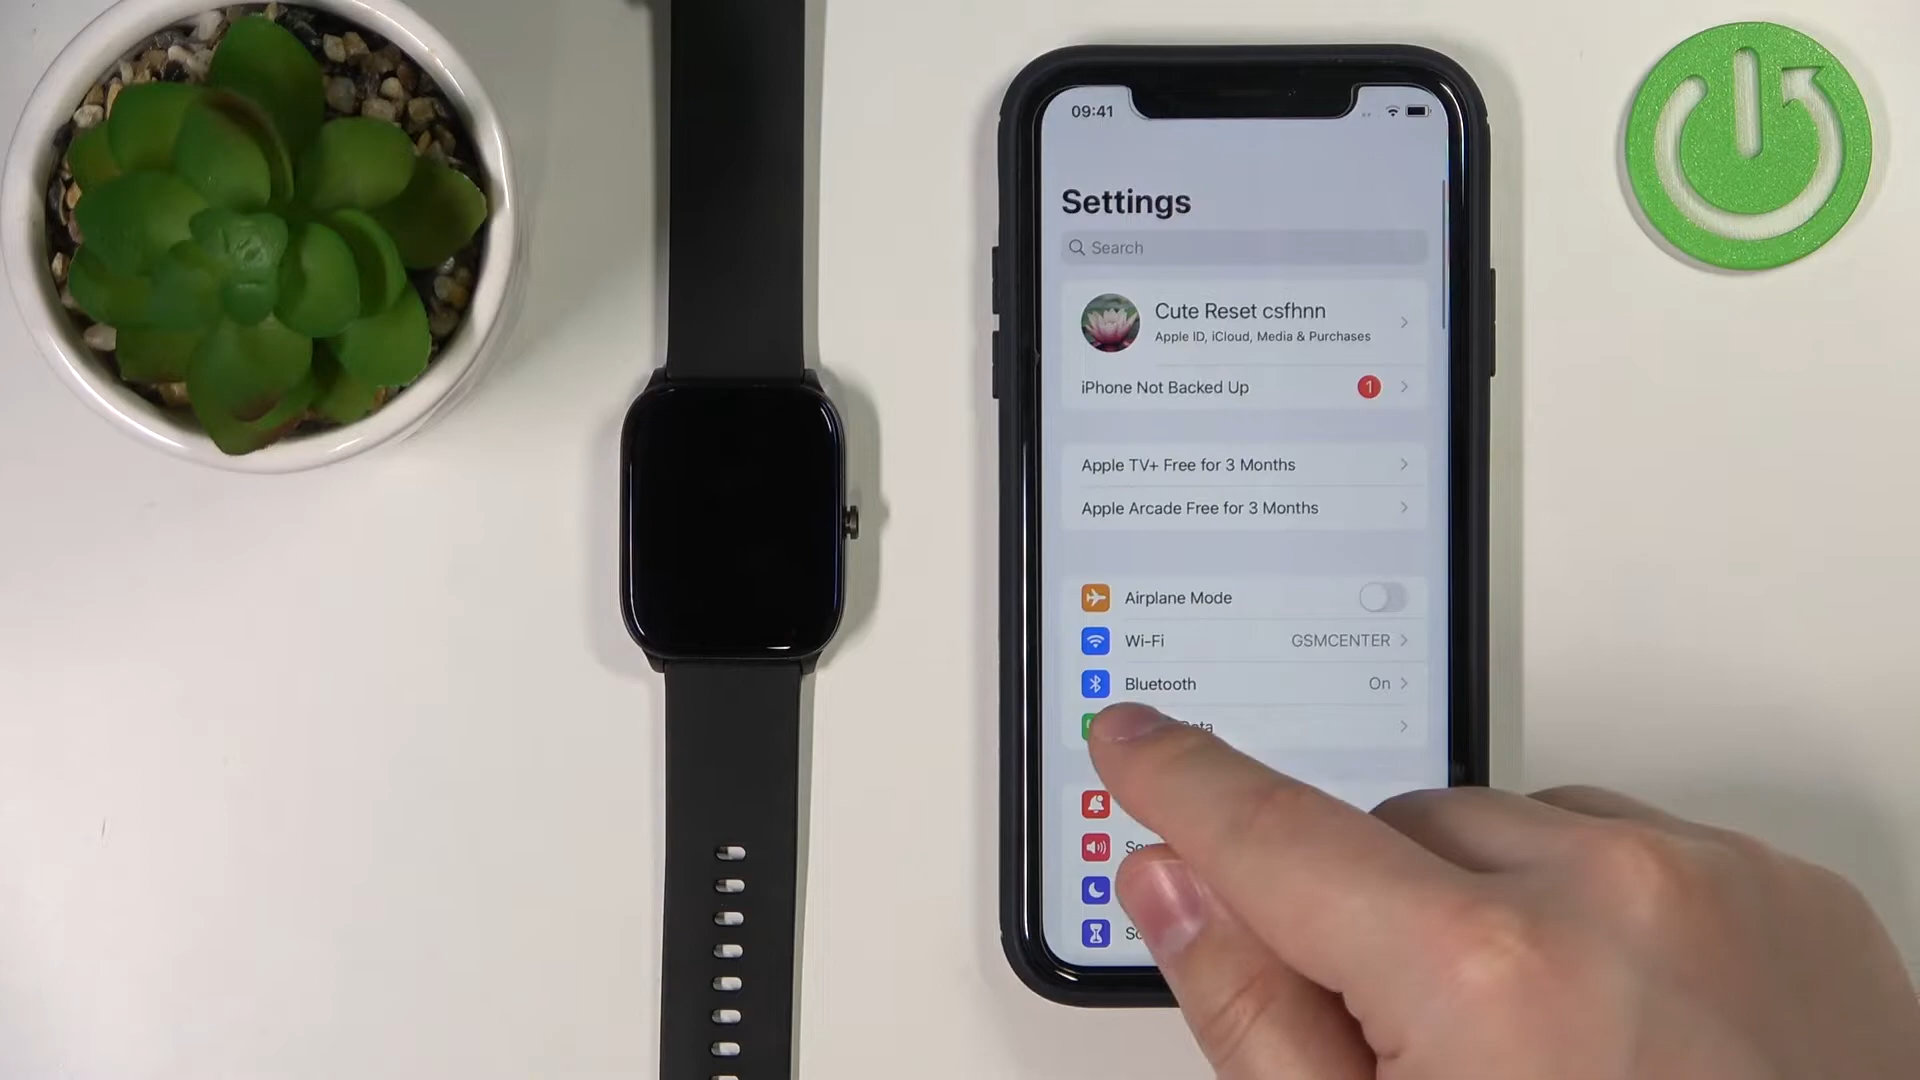 09:41
Settings
Search
Cute Reset csfhnn
Apple ID, iCloud, Media & Purchases
iPhone Not Backed Up 1
Apple TV+ Free for 3 Months
Apple Arcade Free for 3 Months
Airplane Mode
Wi-Fi GSMCENTER
Bluetooth On